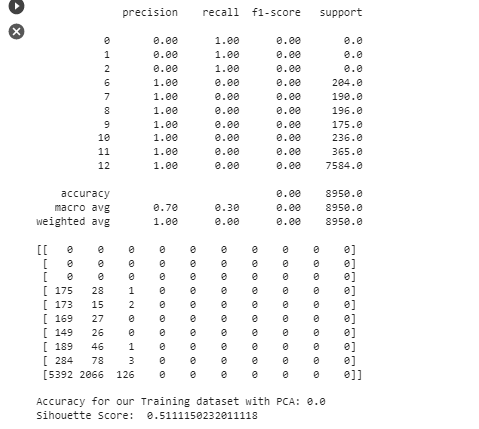 precision recall f1-score support
0 0.00 1.00 0.00 0.0
1 0.00 1.00 0.00 0.0
2 0.00 1.00 0.00 0.0
6 1.00 0.00 0.00 204.0
7 1.00 0.00 0.00 190.0
8 1.00 0.00 0.00 196.0
9 1.00 0.00 0.00 175.0
10 1.00 0.00 0.00 236.0
11 1.00 0.00 0.00 365.0
12 1.00 0.00 0.00 7584.0
accuracy 0.00 8950.0
macro avg 0.70 0.30 0.00 8950.0
weighted avg 1.00 0.00 0.00 8950.0
[[ 0 0 0 0 0 0 0 0 0 0]
[ 0 0 0 0 0 0 0 0 0 0]
[ 0 0 0 0 0 0 0 0 0 0]
[ 175 28 1 0 0 0 0 0 0 0]
[ 173 15 2 0 0 0 0 0 0 0]
[ 169 27 0 0 0 0 0 0 0 0]
[ 149 26 0 0 0 0 0 0 0 0]
[ 189 46 1 0 0 0 0 0 0 0]
[ 284 78 3 0 0 0 0 0 0 0]
[5392 2066 126 0 0 0 0 0 0 0]]
Accuracy for our Training dataset with PCA: 0.0
Sihouette Score: 0.5111150232011118